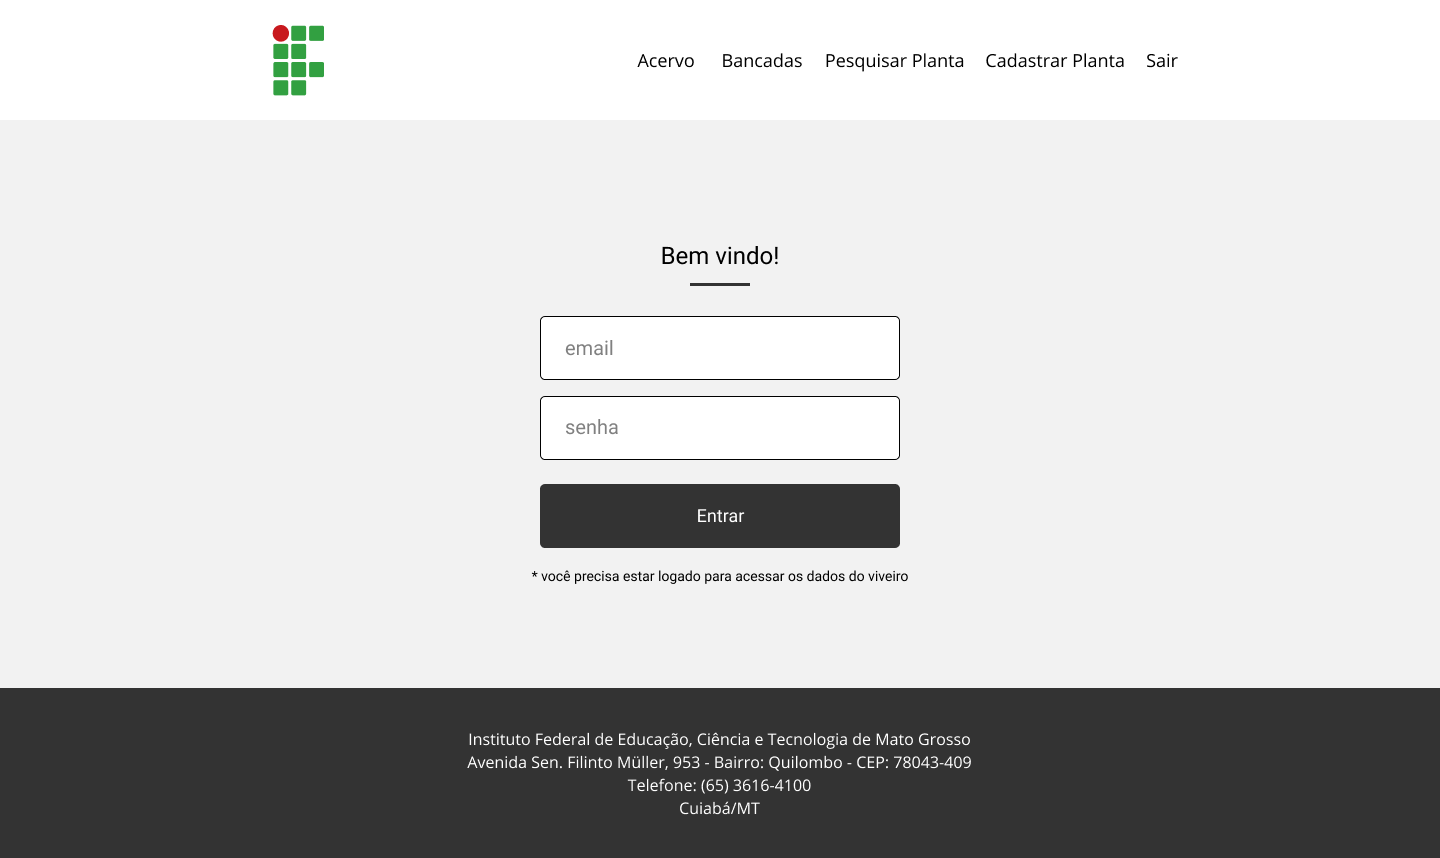 Acervo Bancadas Pesquisar Planta Cadastrar Planta Sair
Bem vindo!
email
senha
Entrar
* você precisa estar logado para acessar os dados do viveiro
Instituto Federal de Educação, Ciência e Tecnologia de Mato Grosso
Avenida Sen. Filinto Müller, 953 - Bairro: Quilombo - CEP: 78043-409
Telefone: (65) 3616-4100
Cuiabá/MT